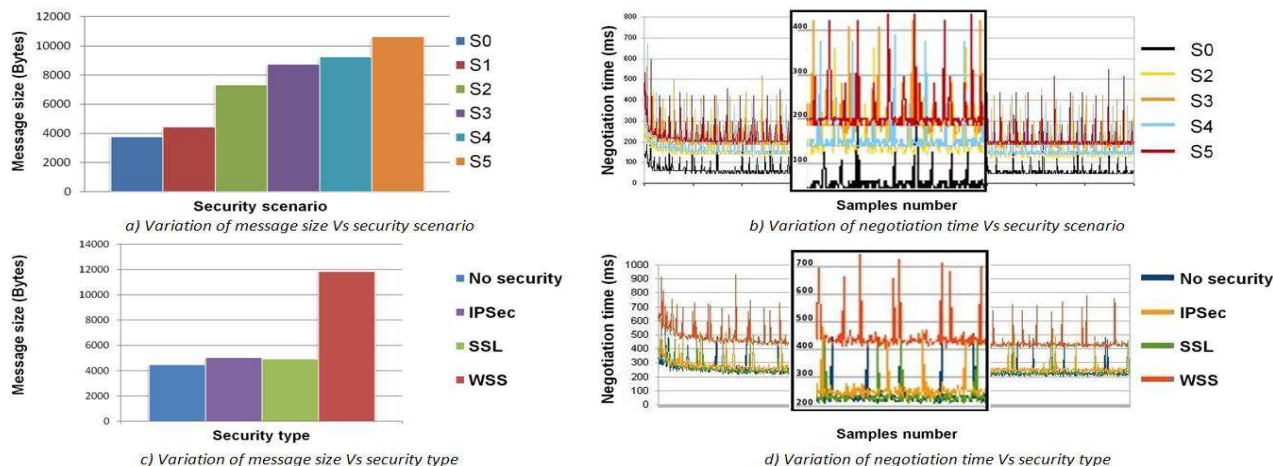 12000
10000
8000
6000
4000
2000
0
Message size (Bytes)
Security scenario
S0
S1
S2
S3
S4
S5
a) Variation of message size Vs security scenario
800
700
600
500
400
300
200
100
0
Negotiation time (ms)
400
300
200
100
Samples number
S0
S2
S3
S4
S5
b) Variation of negotiation time Vs security scenario
14000
12000
10000
8000
6000
4000
2000
0
Message size (Bytes)
Security type
No security
IPSec
SSL
WSS
c) Variation of message size Vs security type
1000
900
800
700
600
500
400
300
200
100
0
Negotiation time (ms)
700
600
500
400
300
200
Samples number
No security
IPSec
SSL
WSS
d) Variation of negotiation time Vs security type